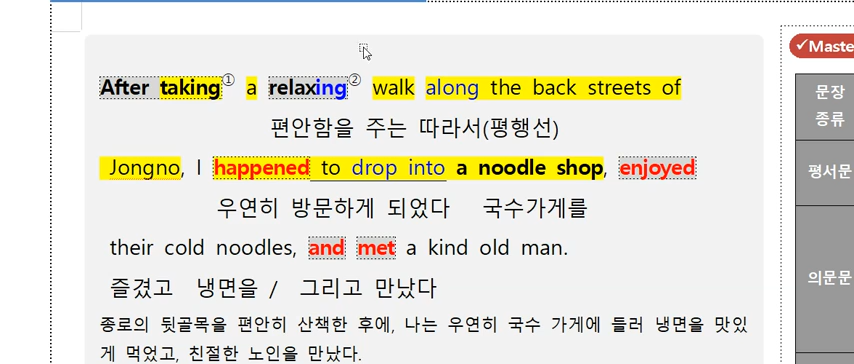 After taking① a relaxing② walk along the back streets of
편안함을 주는 따라서(평행선)
Jongno, I happened to drop into a noodle shop, enjoyed
우연히 방문하게 되었다 국수가게를
their cold noodles, and met a kind old man.
즐겼고 냉면을 / 그리고 만났다
종로의 뒷골목을 편안히 산책한 후에, 나는 우연히 국수 가게에 들러 냉면을 맛있
게 먹었고, 친절한 노인을 만났다.
✓Maste
문장
종류
평서문
의문문